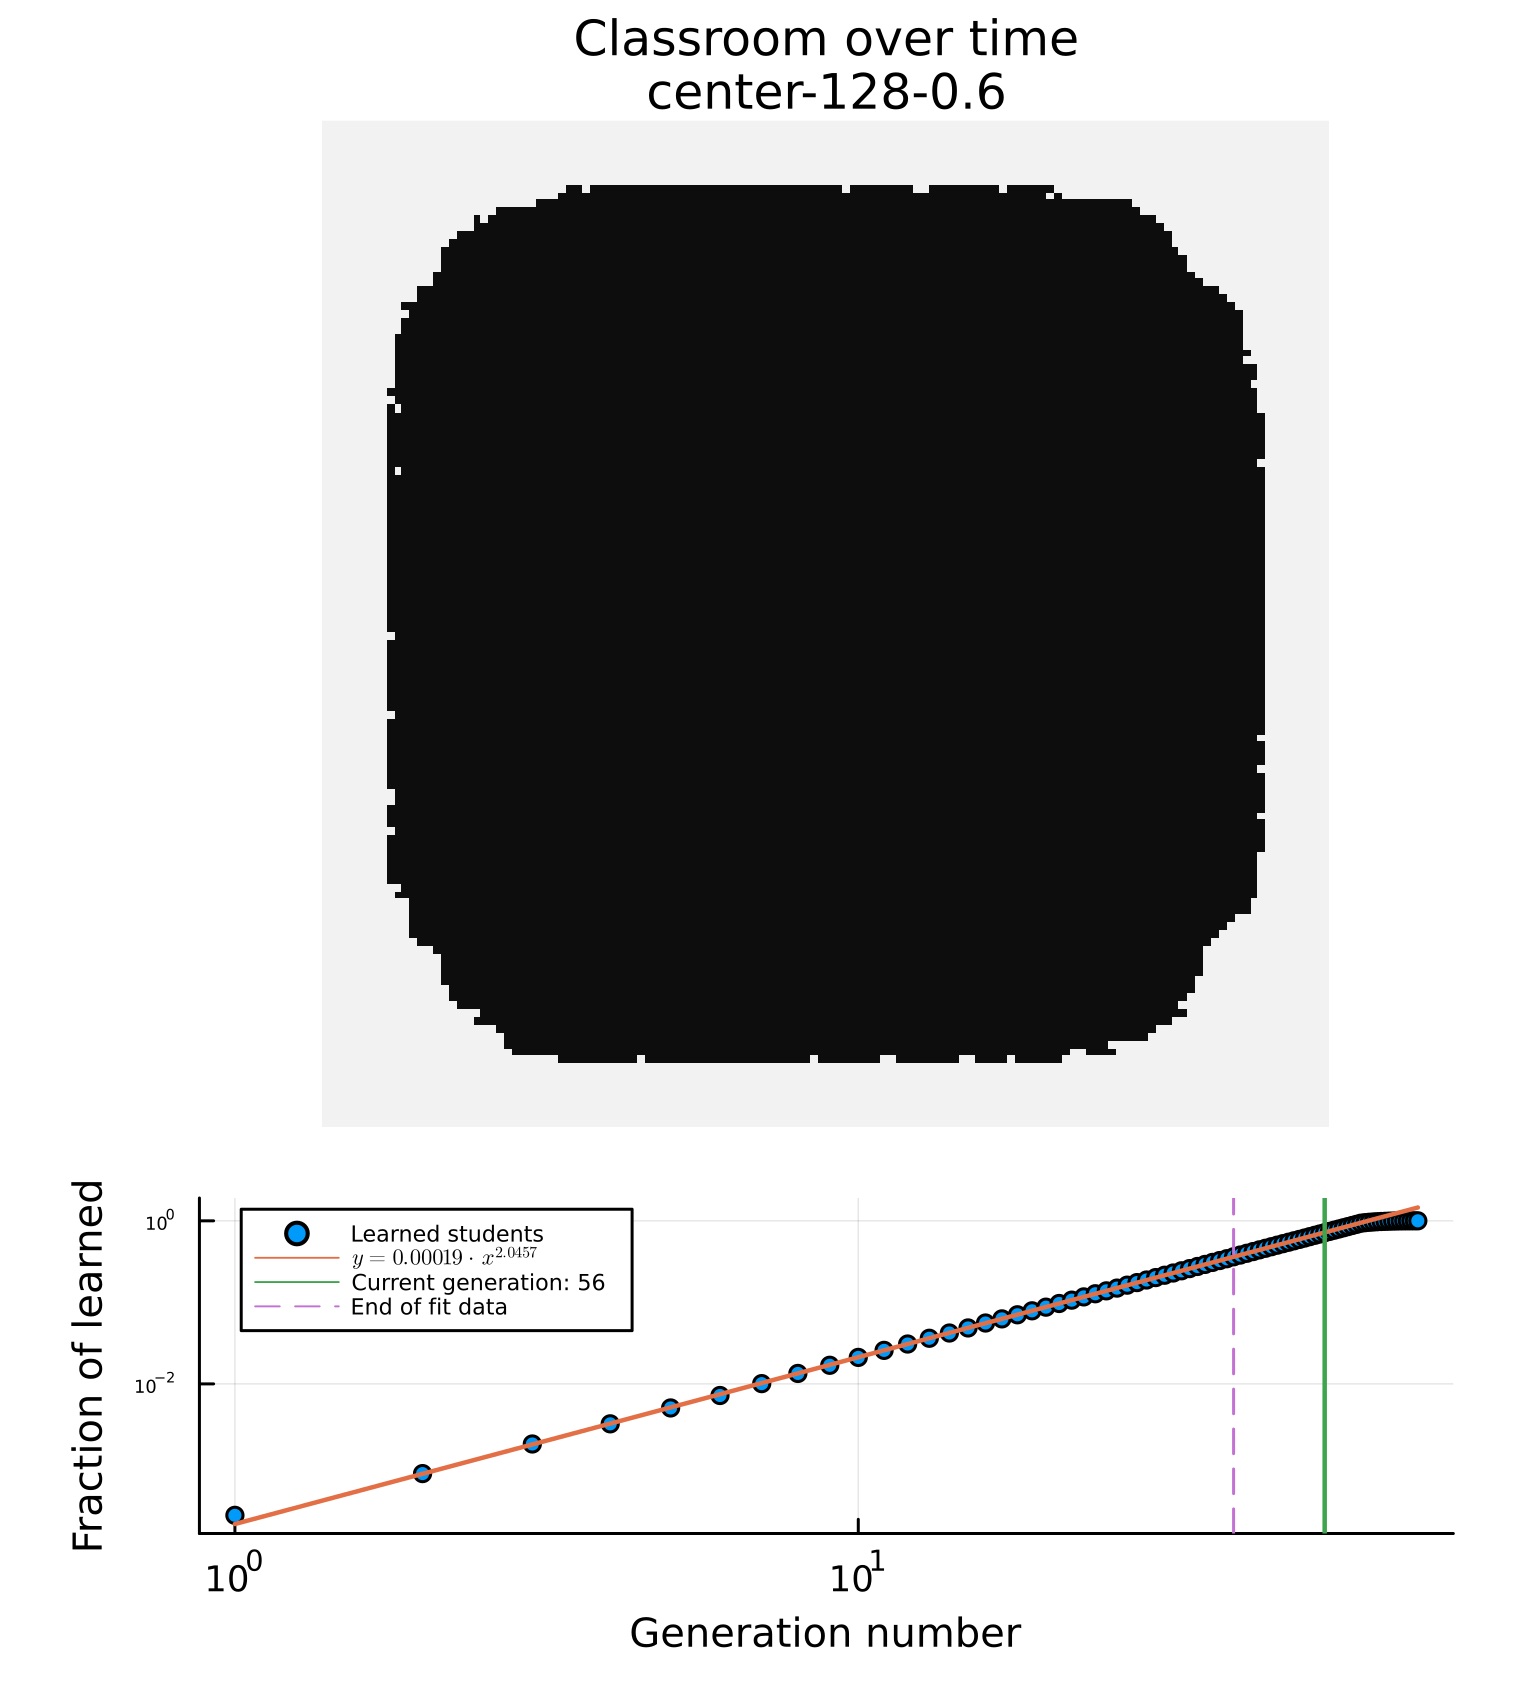 Classroom over time
center-128-0.6
Fraction of learned
10^0
10^-2
Learned students
y = 0.00019 · x^2.0457
Current generation: 56
End of fit data
10^0
10^1
Generation number